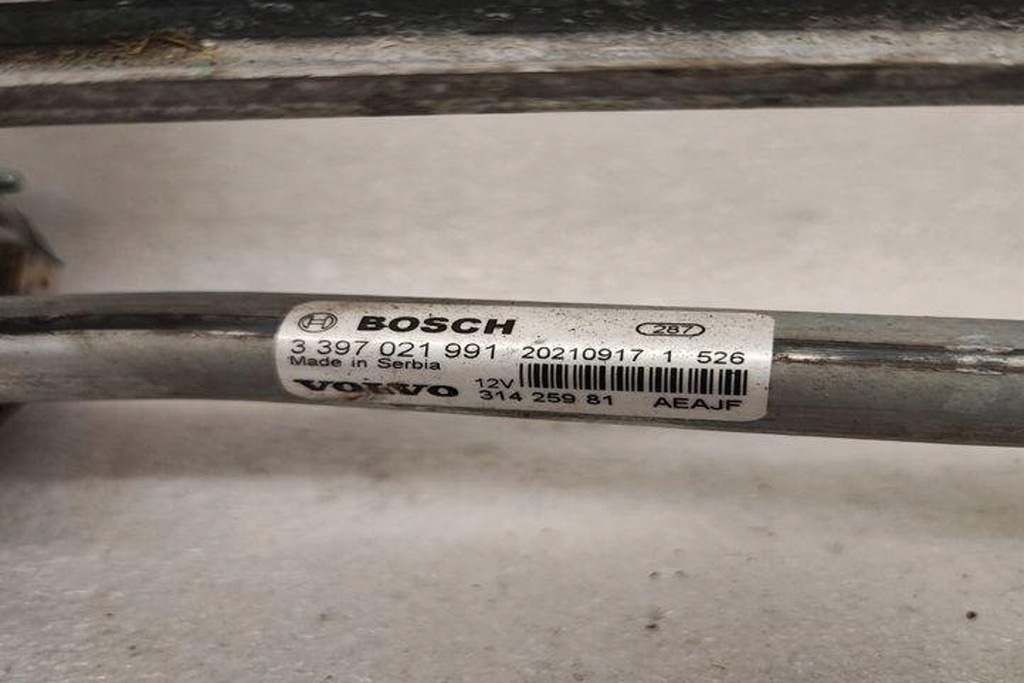 BOSCH 287
3 397 021 991 20210917 1 526
Made in Serbia
VOLVO 12V
314 259 81 AEAJF